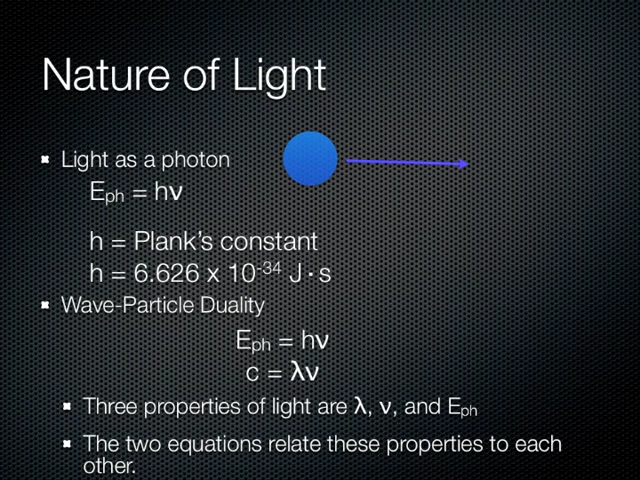 Nature of Light
Light as a photon
Eph = hν
h = Plank's constant
h = 6.626 x 10-34 J · s
Wave-Particle Duality
Eph = hν
c = λν
Three properties of light are λ, ν, and Eph
The two equations relate these properties to each
other.